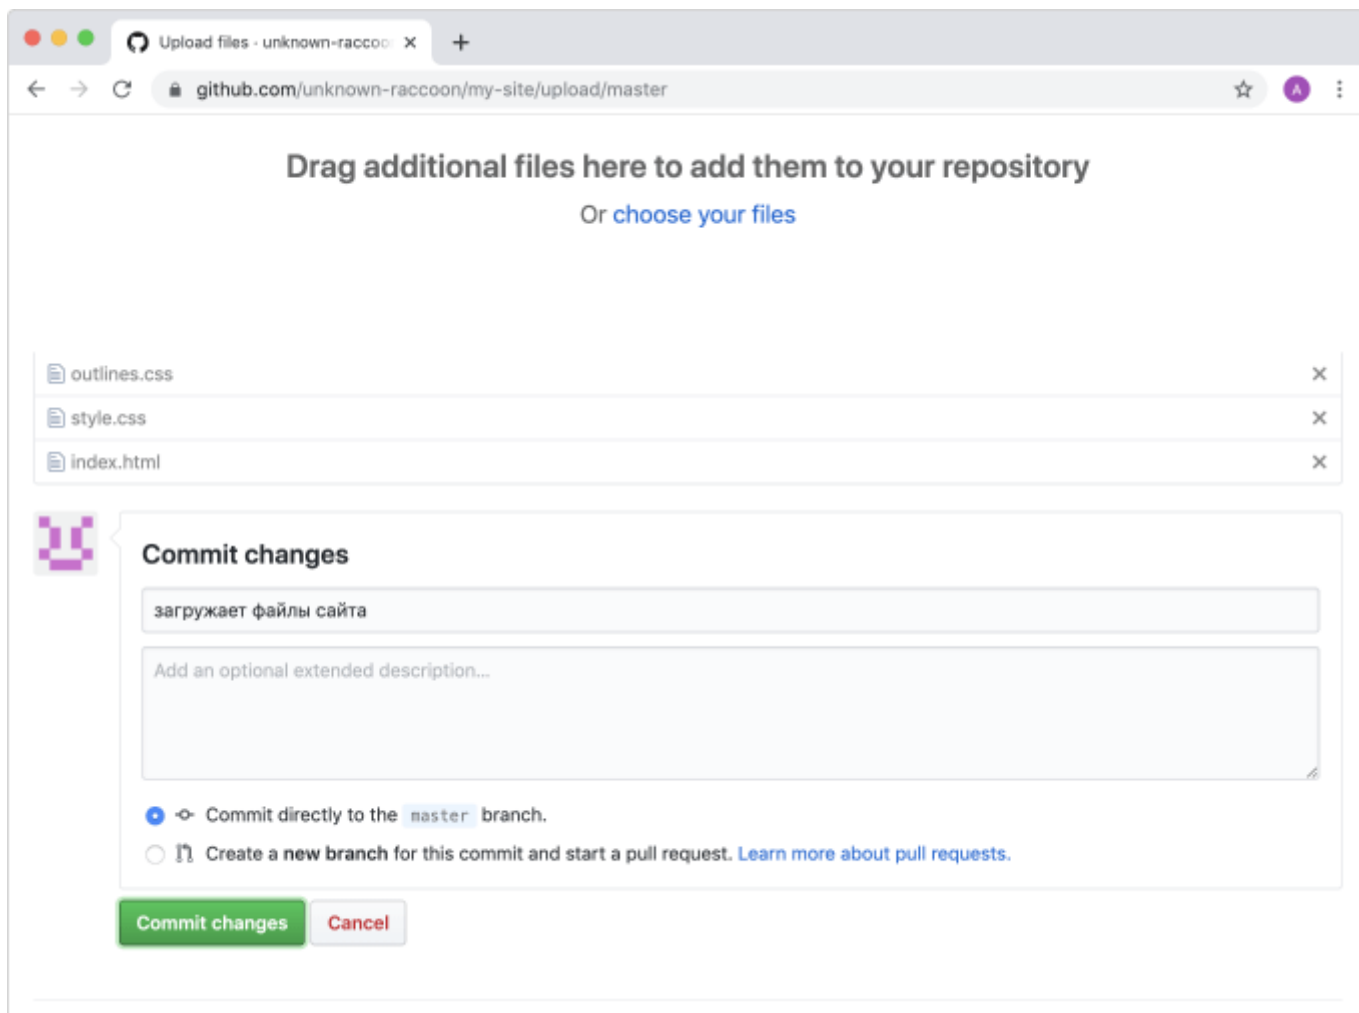 Upload files · unknown-raccoo
github.com/unknown-raccoon/my-site/upload/master
A
Drag additional files here to add them to your repository
Or choose your files
outlines.css
style.css
index.html
Commit changes
загружает файлы сайта
Add an optional extended description...
Commit directly to the master branch.
Create a new branch for this commit and start a pull request. Learn more about pull requests.
Commit changes Cancel